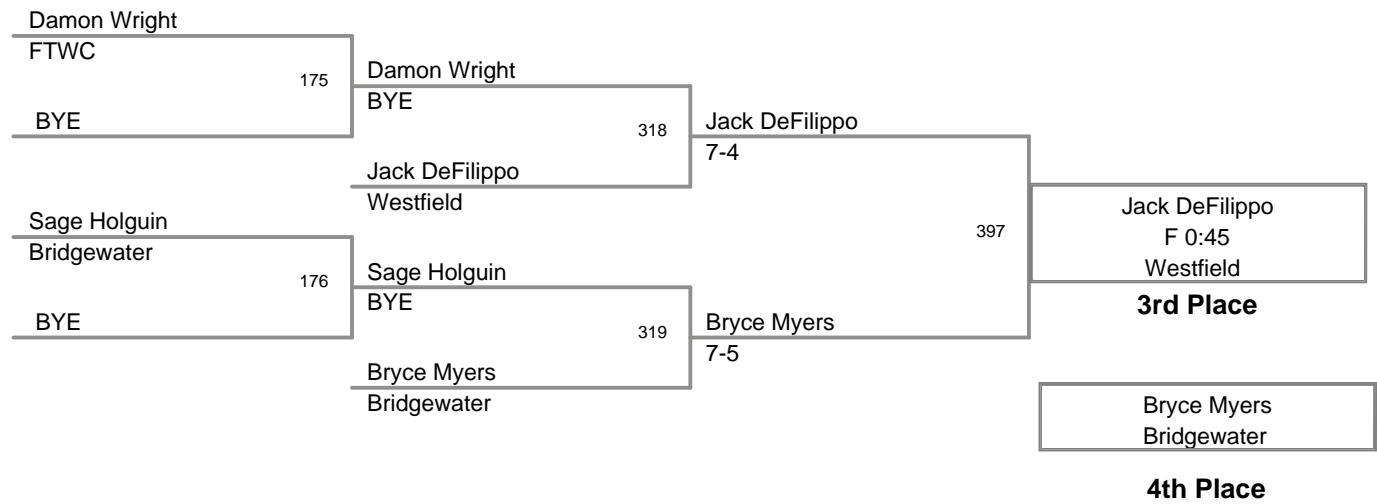 Damon Wright
FTWC
175
BYE
Damon Wright
BYE
318
Jack DeFilippo
Westfield
Jack DeFilippo
7-4
Sage Holguin
Bridgewater
176
BYE
Sage Holguin
BYE
319
Bryce Myers
Bridgewater
Bryce Myers
7-5
397
Jack DeFilippo
F 0:45
Westfield
3rd Place
Bryce Myers
Bridgewater
4th Place